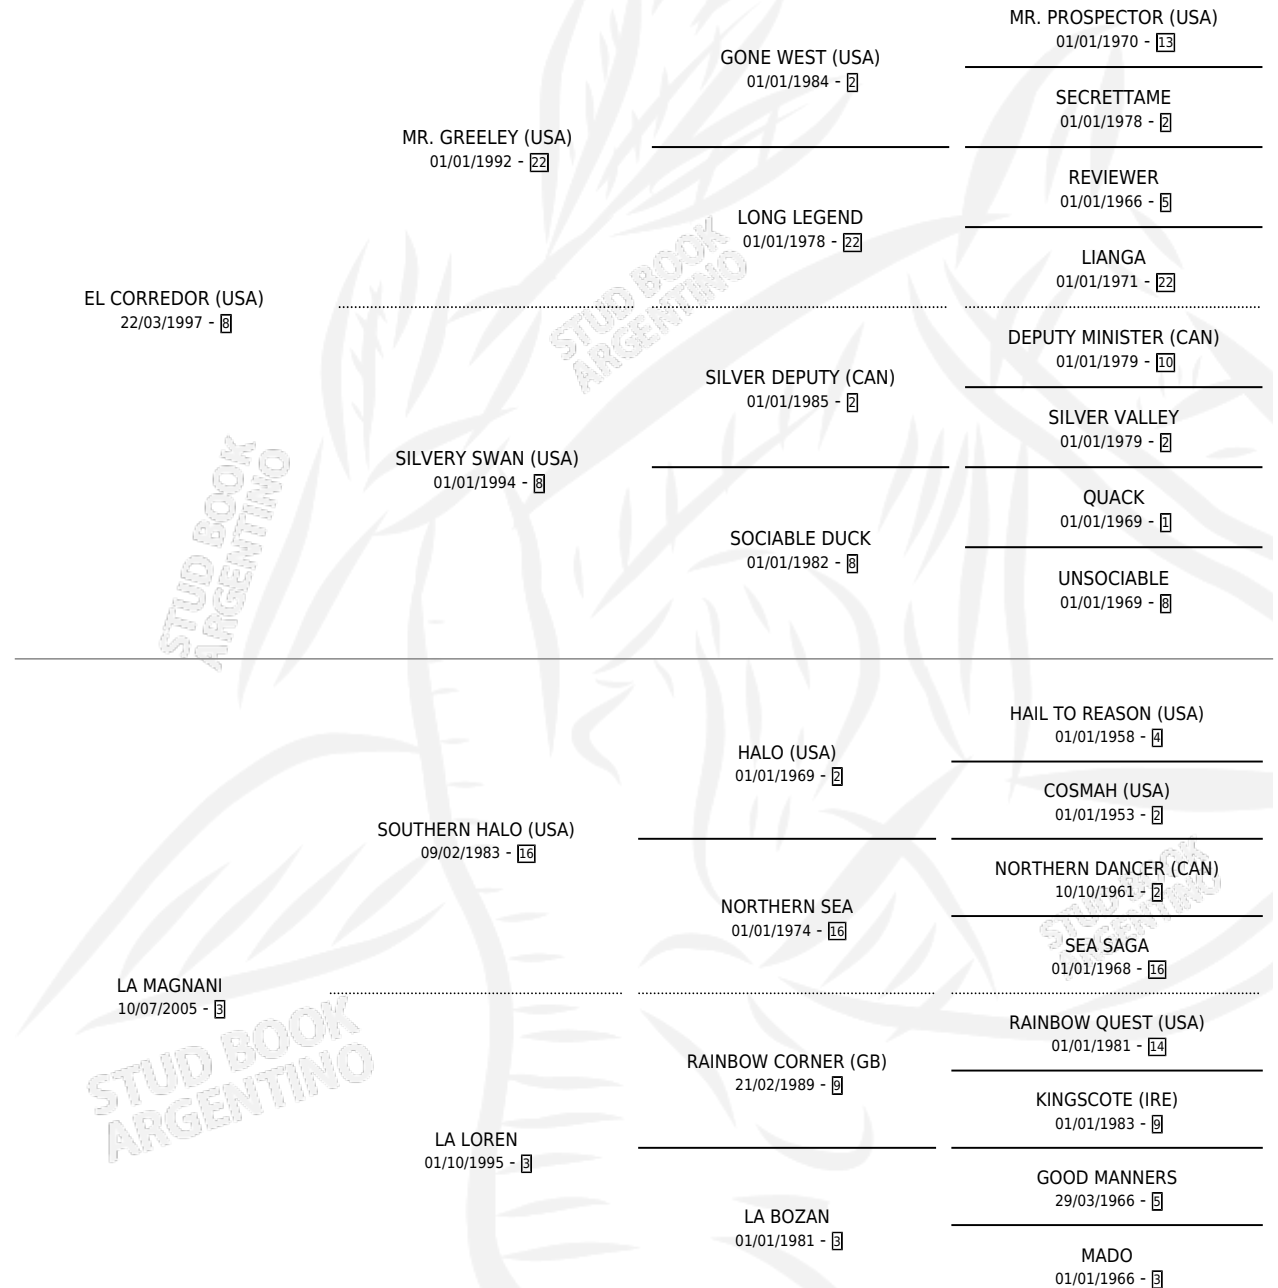 MR. PROSPECTOR (USA)
01/01/1970 - 13
GONE WEST (USA)
01/01/1984 - 2
SECRETTAME
01/01/1978 - 2
MR. GREELEY (USA)
01/01/1992 - 22
REVIEWER
01/01/1966 - 5
LONG LEGEND
01/01/1978 - 22
LIANGA
01/01/1971 - 22
EL CORREDOR (USA)
22/03/1997 - 8
DEPUTY MINISTER (CAN)
01/01/1979 - 10
SILVER DEPUTY (CAN)
01/01/1985 - 2
SILVER VALLEY
01/01/1979 - 2
SILVERY SWAN (USA)
01/01/1994 - 8
QUACK
01/01/1969 - 1
SOCIABLE DUCK
01/01/1982 - 8
UNSOCIABLE
01/01/1969 - 8
HAIL TO REASON (USA)
01/01/1958 - 4
HALO (USA)
01/01/1969 - 2
COSMAH (USA)
01/01/1953 - 2
SOUTHERN HALO (USA)
09/02/1983 - 16
NORTHERN DANCER (CAN)
10/10/1961 - 2
NORTHERN SEA
01/01/1974 - 16
SEA SAGA
01/01/1968 - 16
LA MAGNANI
10/07/2005 - 3
RAINBOW QUEST (USA)
01/01/1981 - 14
RAINBOW CORNER (GB)
21/02/1989 - 9
KINGSCOTE (IRE)
01/01/1983 - 9
LA LOREN
01/10/1995 - 3
GOOD MANNERS
29/03/1966 - 5
LA BOZAN
01/01/1981 - 3
MADO
01/01/1966 - 3
STUD BOOK
ARGENTINO
STUD BOOK
ARGENTINO
STUD BOOK
ARGENTINO
STUD BOOK
ARGENTINO